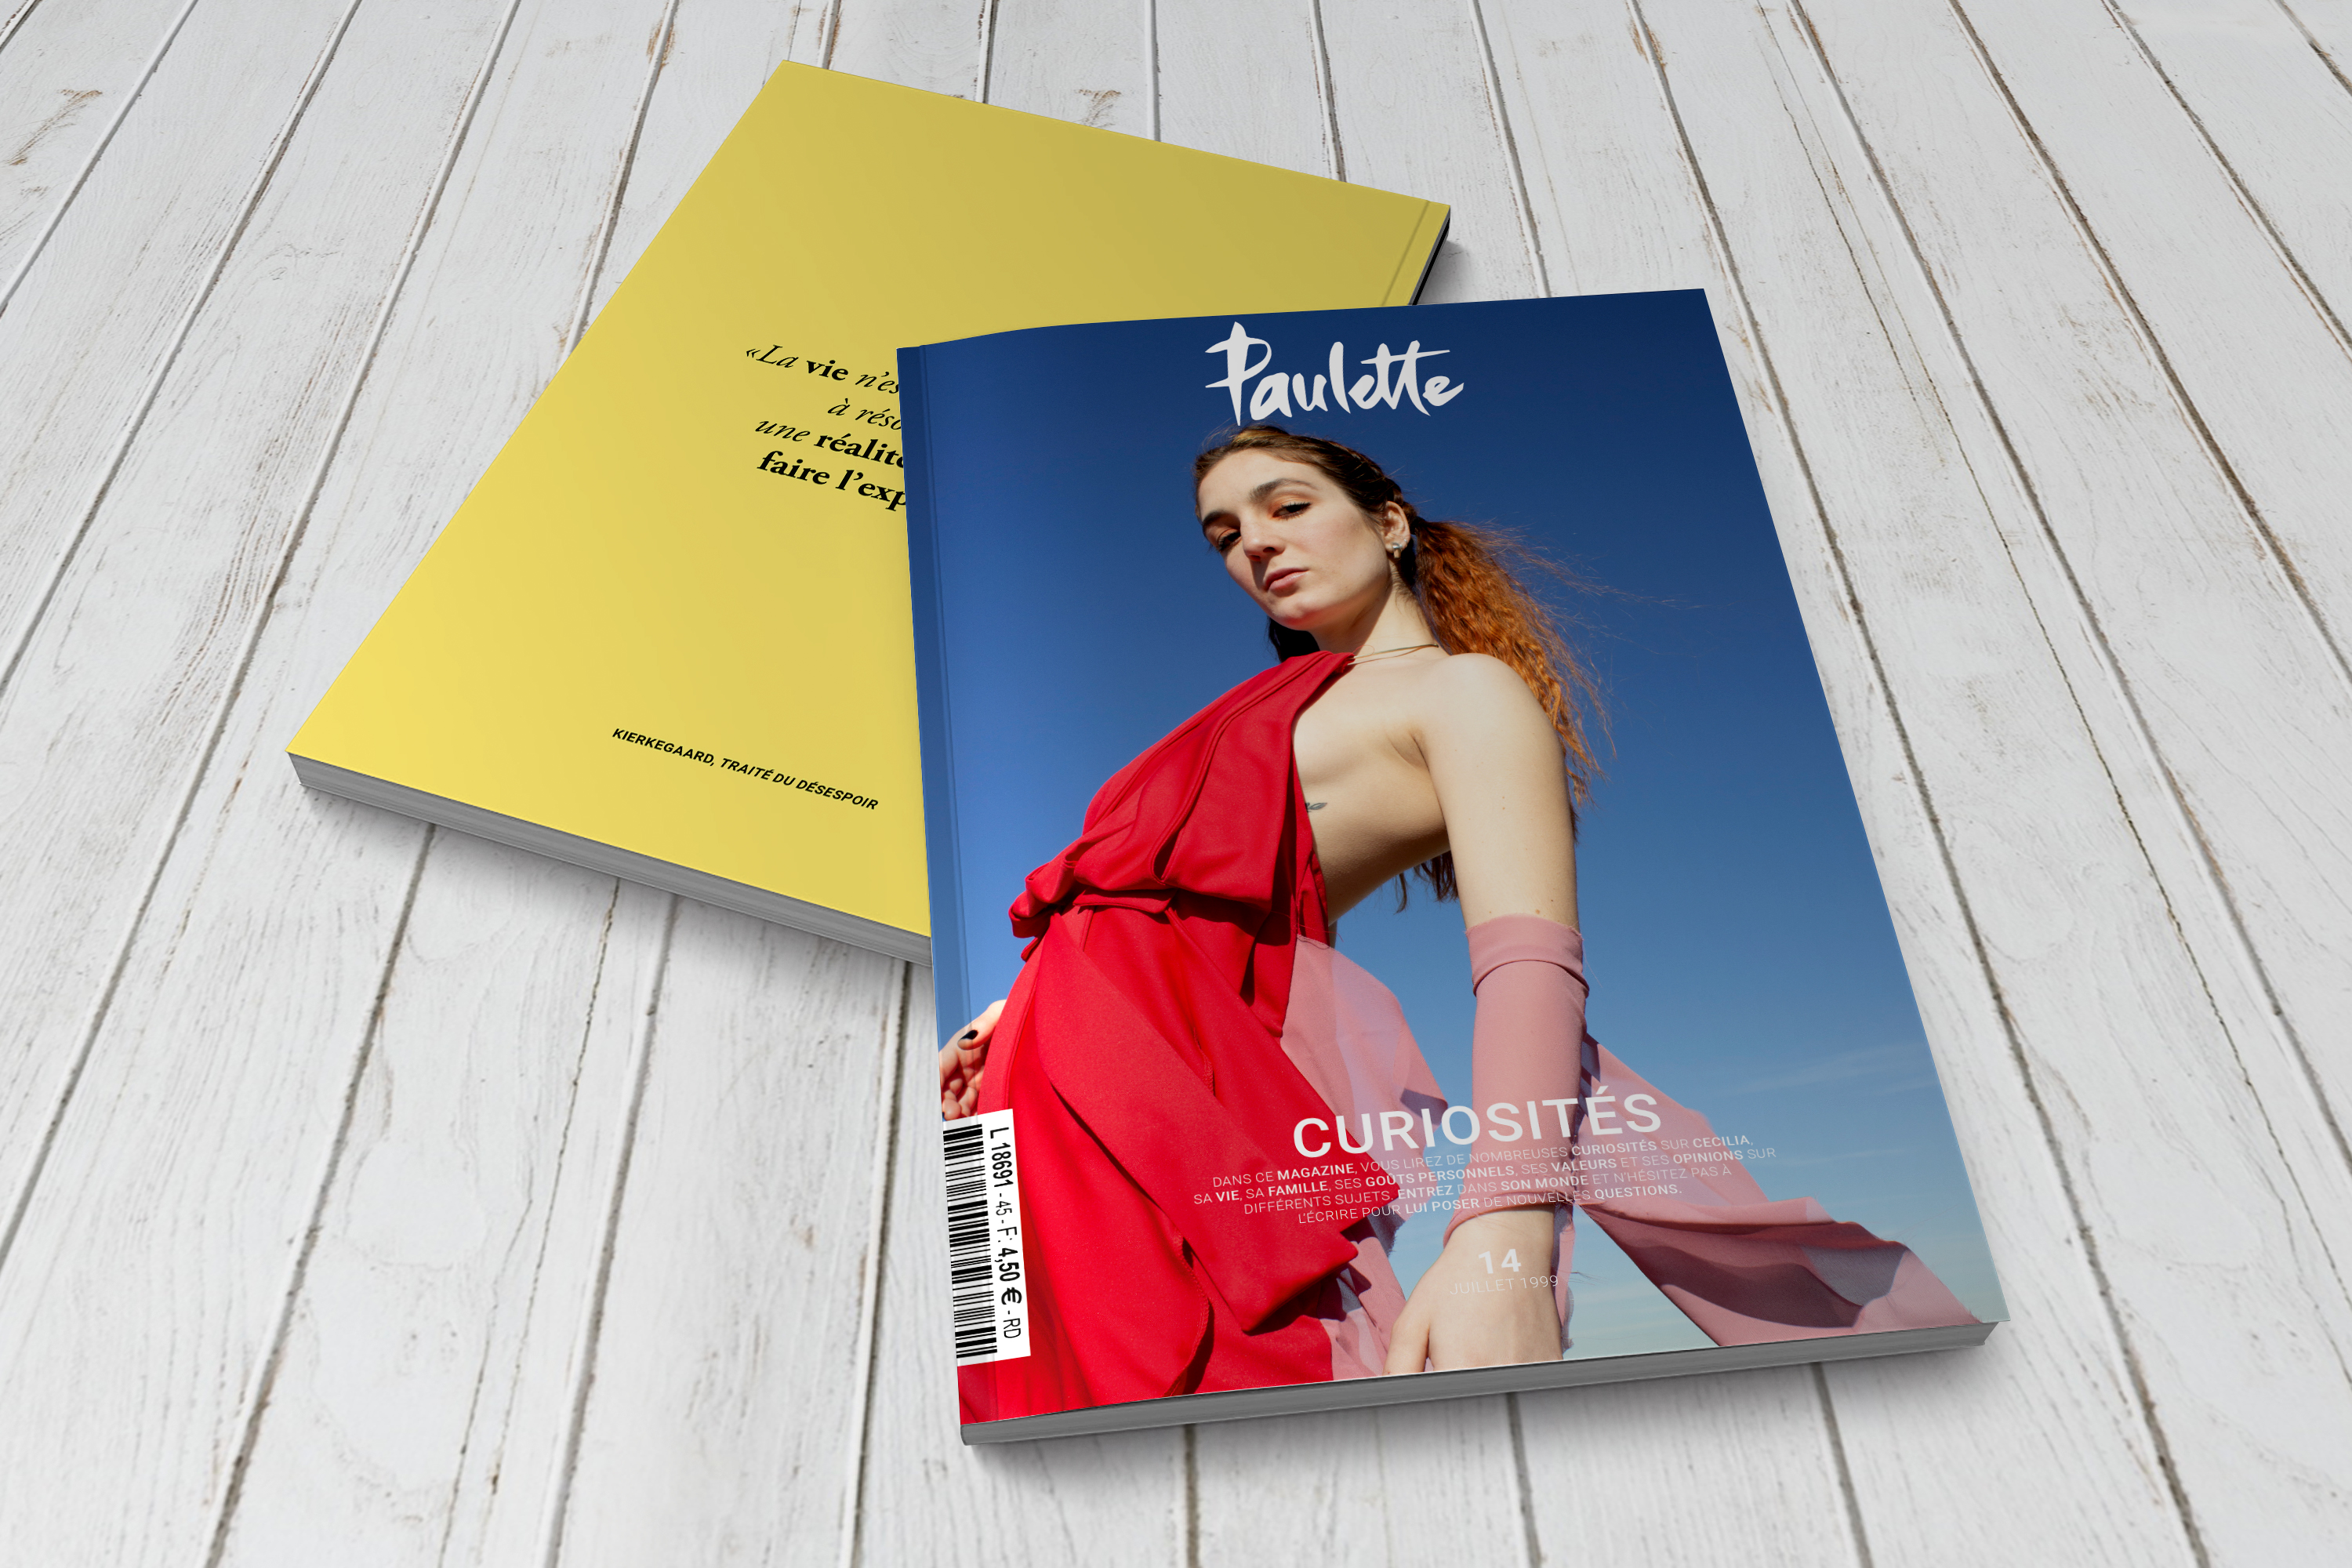 «La vie n'es
à réso
une réalité
faire l'exp
KIERKEGAARD, TRAITÉ DU DÉSESPOIR
Paulette
CURIOSITÉS
DANS CE MAGAZINE, VOUS LIREZ DE NOMBREUSES CURIOSITÉS SUR CECILIA,
SA VIE, SA FAMILLE, SES GOÛTS PERSONNELS, SES VALEURS ET SES OPINIONS SUR
DIFFÉRENTS SUJETS. ENTREZ DANS SON MONDE ET N'HÉSITEZ PAS À
L'ÉCRIRE POUR LUI POSER DE NOUVELLES QUESTIONS.
14
JUILLET 1999
L 18691 - 45 - F: 4,50 € - RD